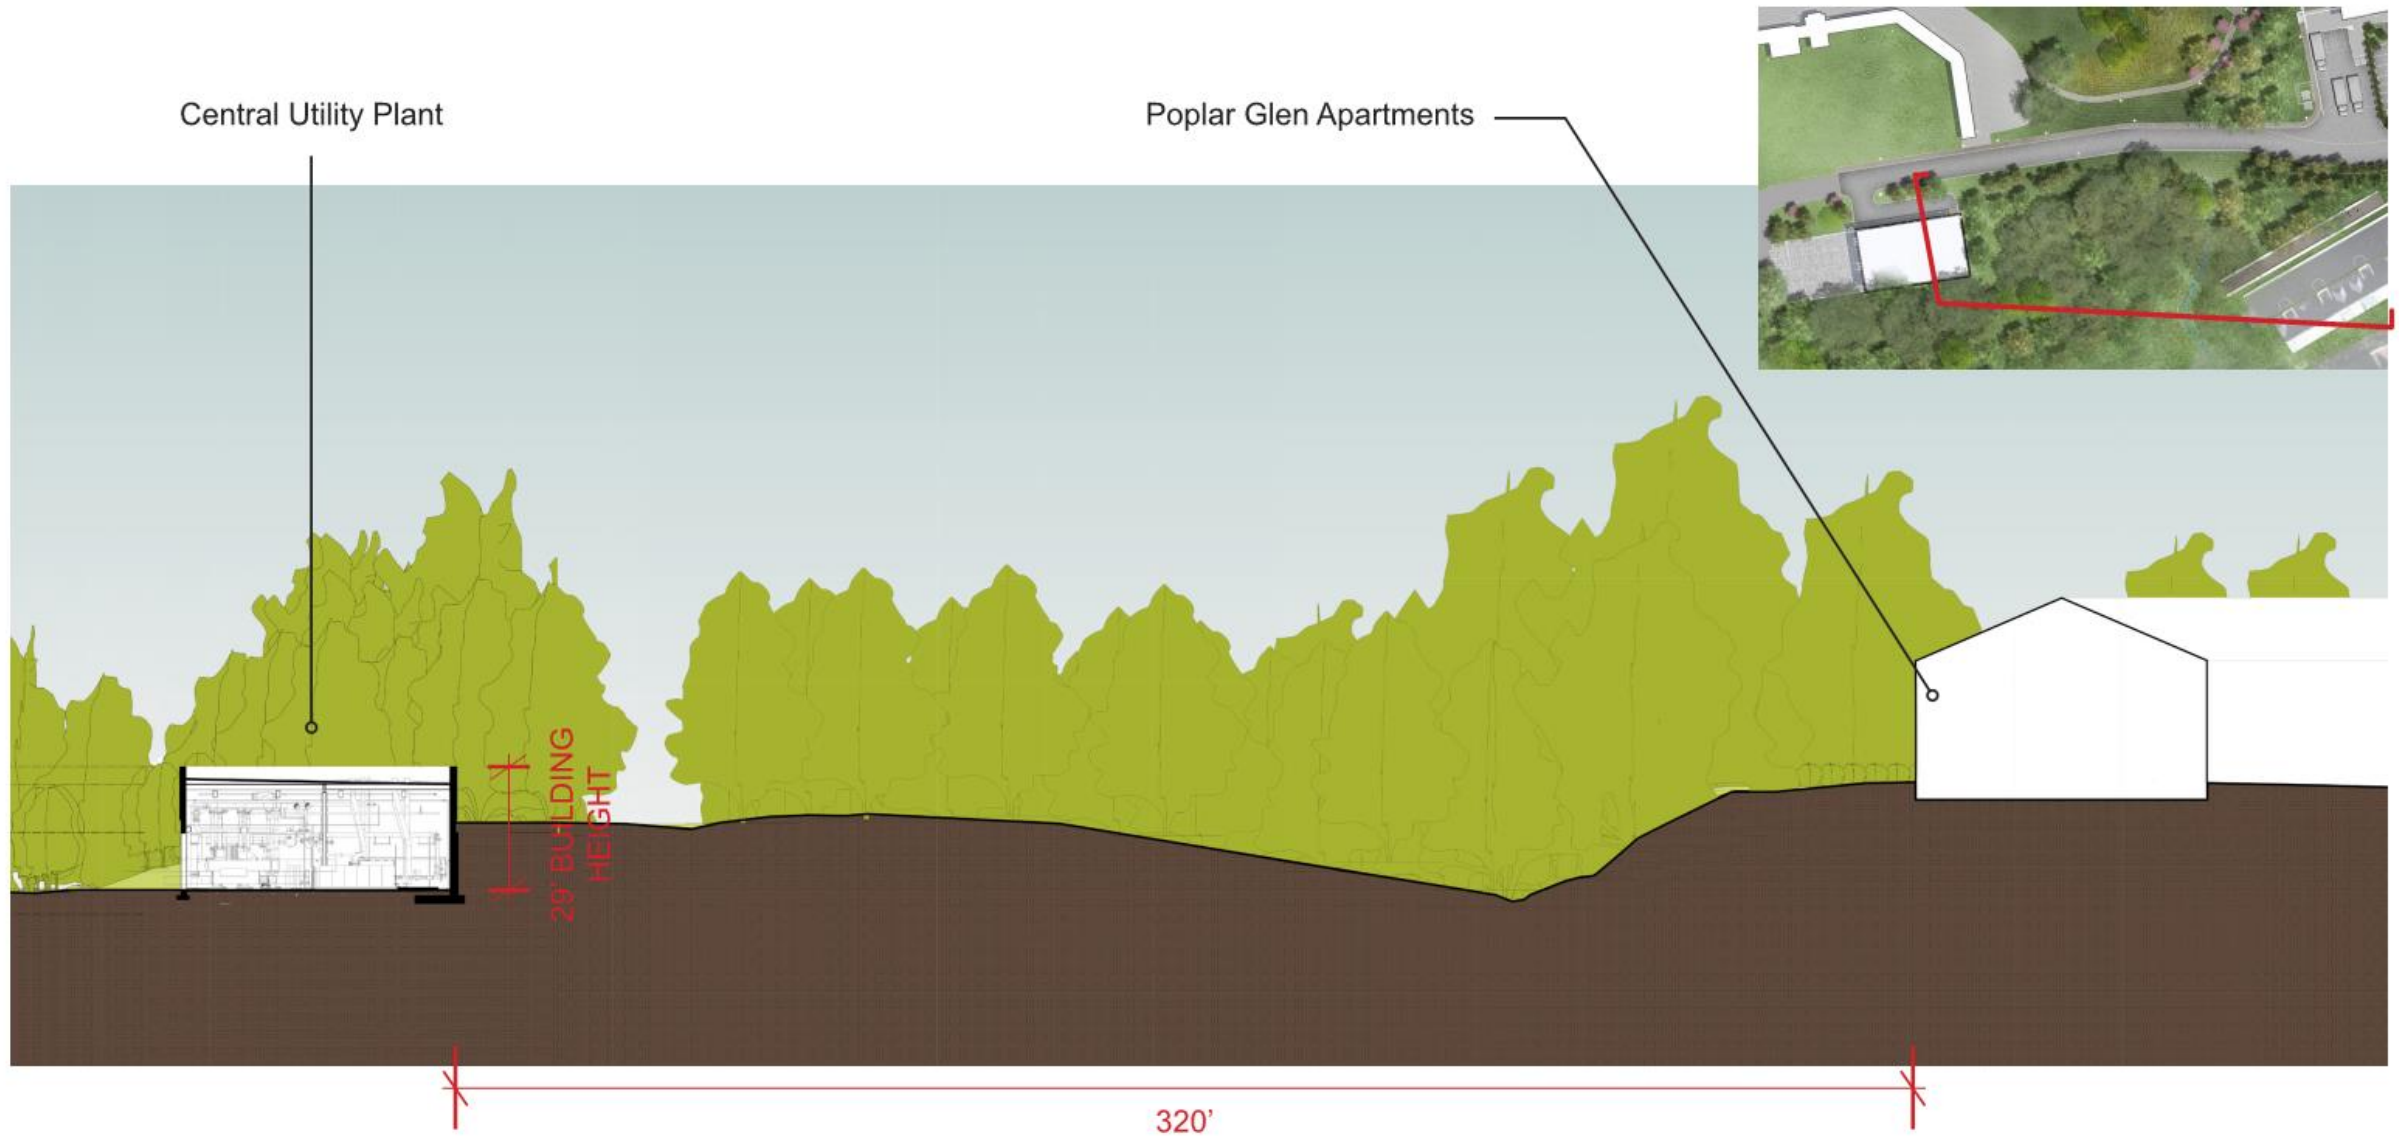 Central Utility Plant
Poplar Glen Apartments
29' BUILDING
HEIGHT
320'